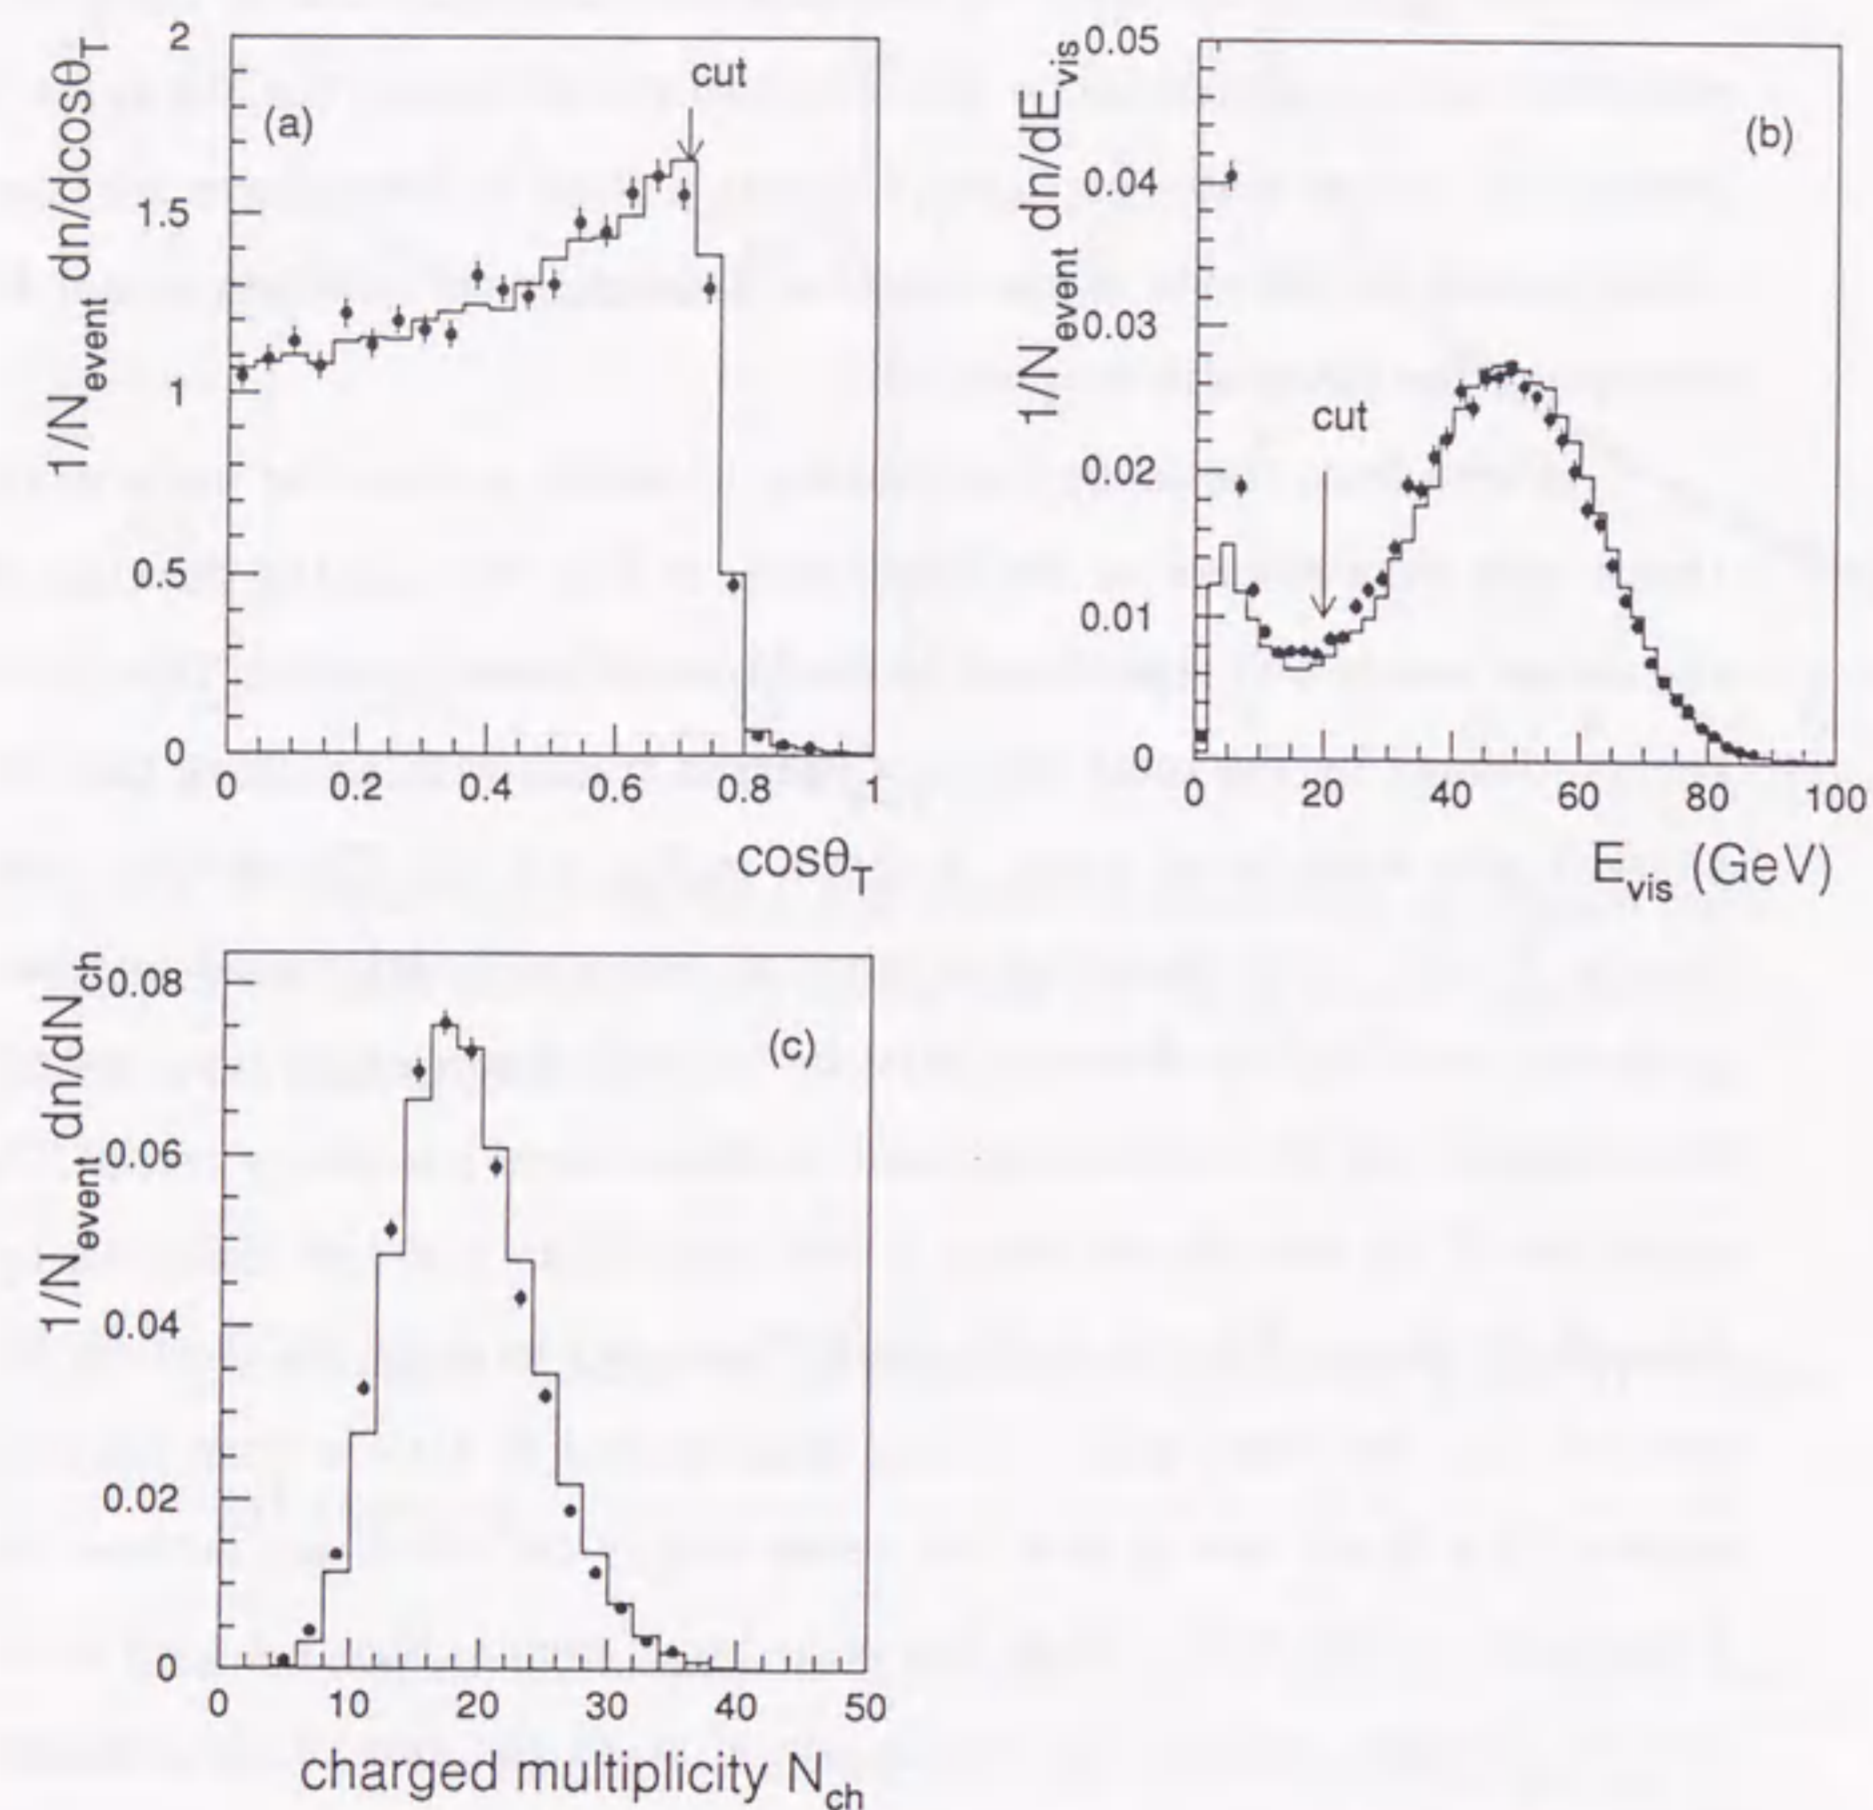 1/N_event dn/dcosθ_T
2
1.5
1
0.5
0
(a)
cut
0 0.2 0.4 0.6 0.8 1
cosθ_T
1/N_event dn/dE_vis
0.05
0.04
0.03
0.02
0.01
0
(b)
cut
0 20 40 60 80 100
E_vis (GeV)
1/N_event dn/dN_ch
0.08
0.06
0.04
0.02
0
(c)
0 10 20 30 40 50
charged multiplicity N_ch